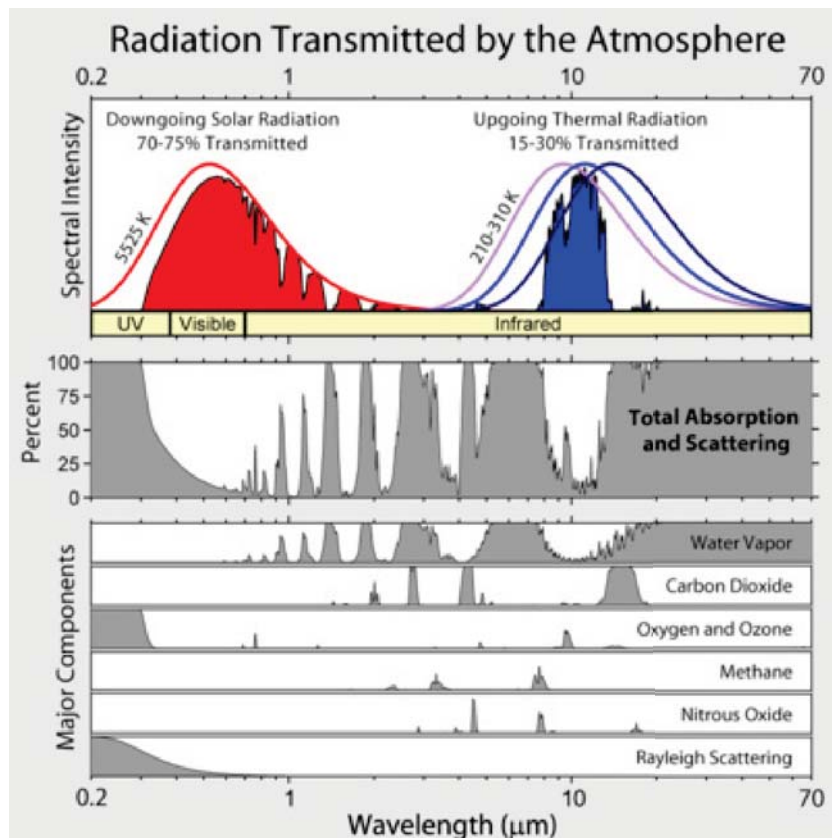 Radiation Transmitted by the Atmosphere
0.2 1 10 70
Downgoing Solar Radiation
70-75% Transmitted
Upgoing Thermal Radiation
15-30% Transmitted
Spectral Intensity
5525 K
210-310 K
UV Visible Infrared
Percent
100
75
50
25
0
Total Absorption
and Scattering
Major Components
Water Vapor
Carbon Dioxide
Oxygen and Ozone
Methane
Nitrous Oxide
Rayleigh Scattering
0.2 1 10 70
Wavelength (μm)